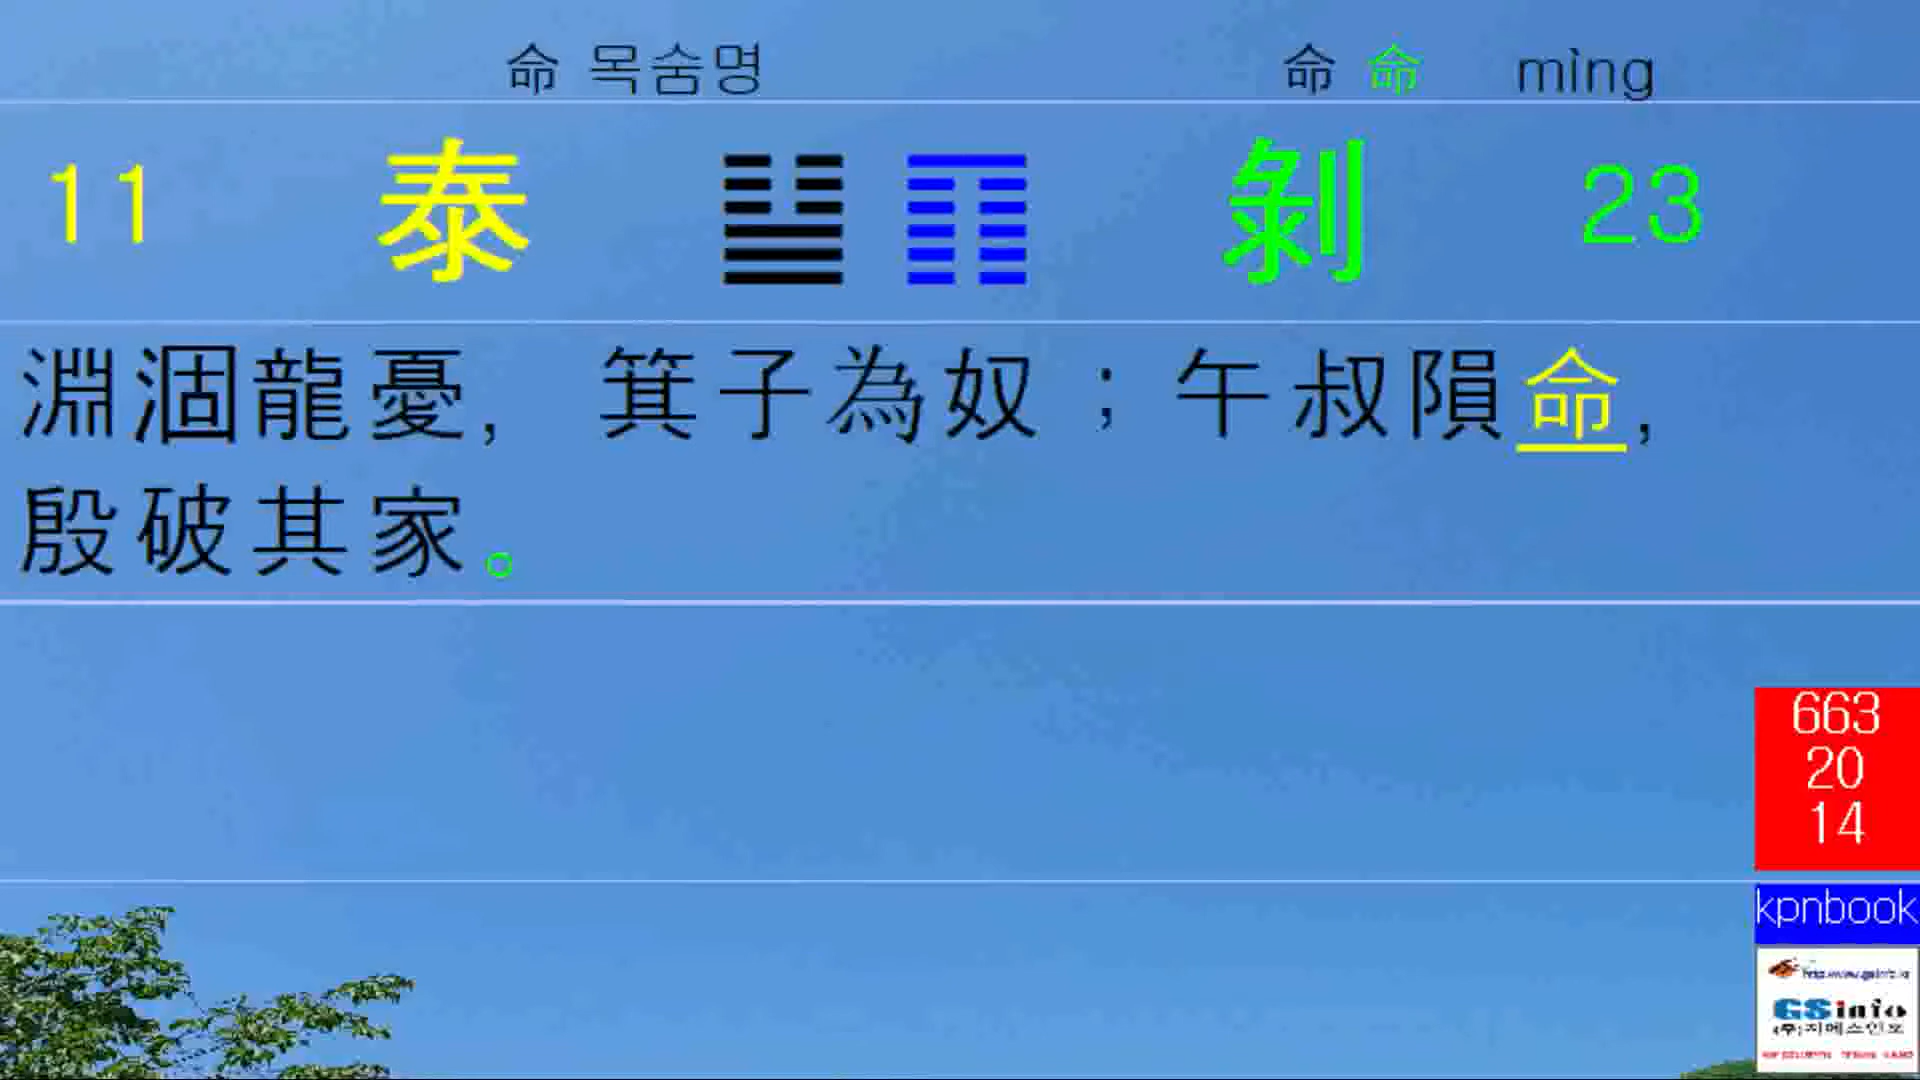 命 목숨명 命 命 mìng
11 泰 剝 23
淵涸龍憂, 箕子為奴；午叔隕命,
殷破其家。
663
20
14
kpnbook
GSinfo
(주)지에스인포